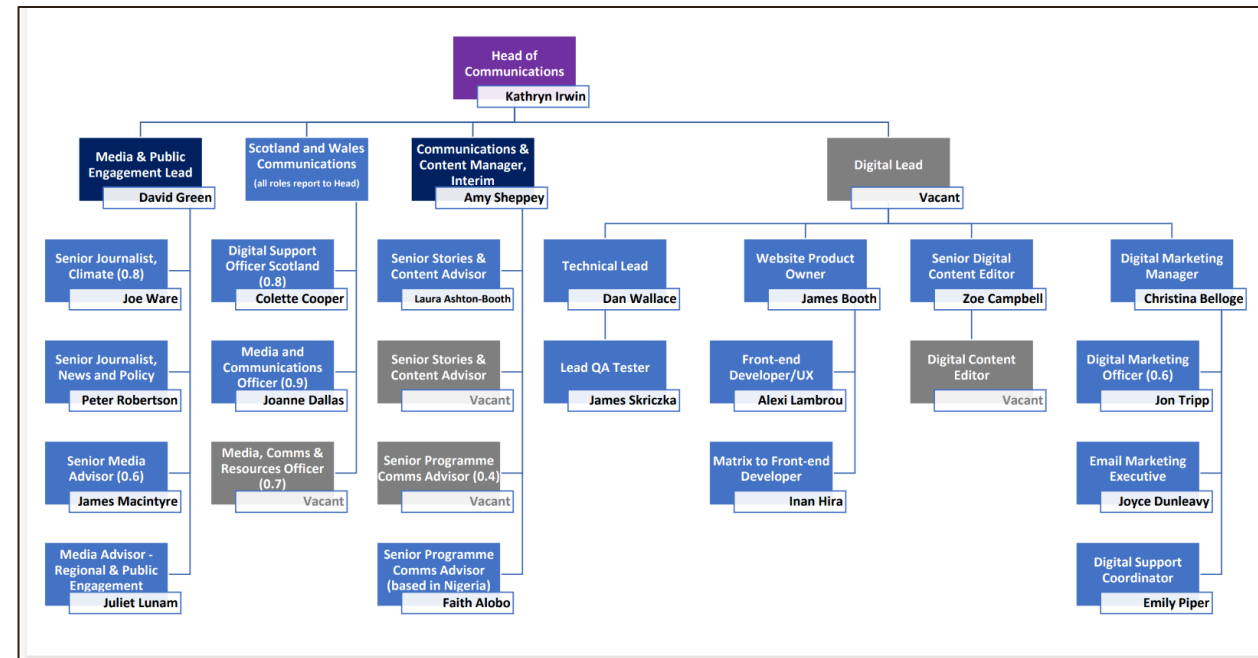 Head of
Communications
Kathryn Irwin
Media & Public
Engagement Lead
David Green
Scotland and Wales
Communications
(all roles report to Head)
Communications &
Content Manager,
Interim
Amy Sheppey
Digital Lead
Vacant
Senior Journalist,
Climate (0.8)
Joe Ware
Digital Support
Officer Scotland
(0.8)
Colette Cooper
Senior Stories &
Content Advisor
Laura Ashton-Booth
Technical Lead
Dan Wallace
Website Product
Owner
James Booth
Senior Digital
Content Editor
Zoe Campbell
Digital Marketing
Manager
Christina Belloge
Senior Journalist,
News and Policy
Peter Robertson
Media and
Communications
Officer (0.9)
Joanne Dallas
Senior Stories &
Content Advisor
Vacant
Lead QA Tester
James Skriczka
Front-end
Developer/UX
Alexi Lambrou
Digital Content
Editor
Vacant
Digital Marketing
Officer (0.6)
Jon Tripp
Senior Media
Advisor (0.6)
James Macintyre
Media, Comms &
Resources Officer
(0.7)
Vacant
Senior Programme
Comms Advisor (0.4)
Vacant
Matrix to Front-end
Developer
Inan Hira
Email Marketing
Executive
Joyce Dunleavy
Media Advisor -
Regional & Public
Engagement
Juliet Lunam
Senior Programme
Comms Advisor
(based in Nigeria)
Faith Alobo
Digital Support
Coordinator
Emily Piper